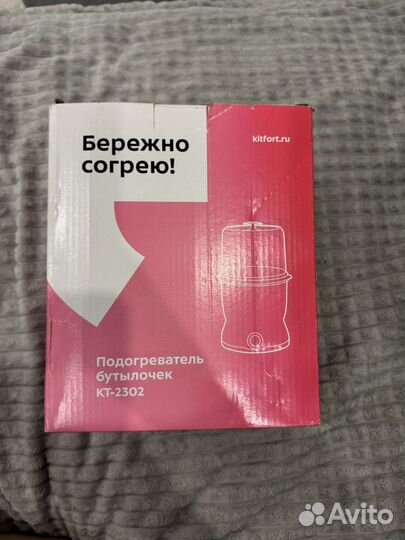 Бережно
согрею!
kitfort.ru
Подогреватель
бутылочек
КТ-2302
Avito